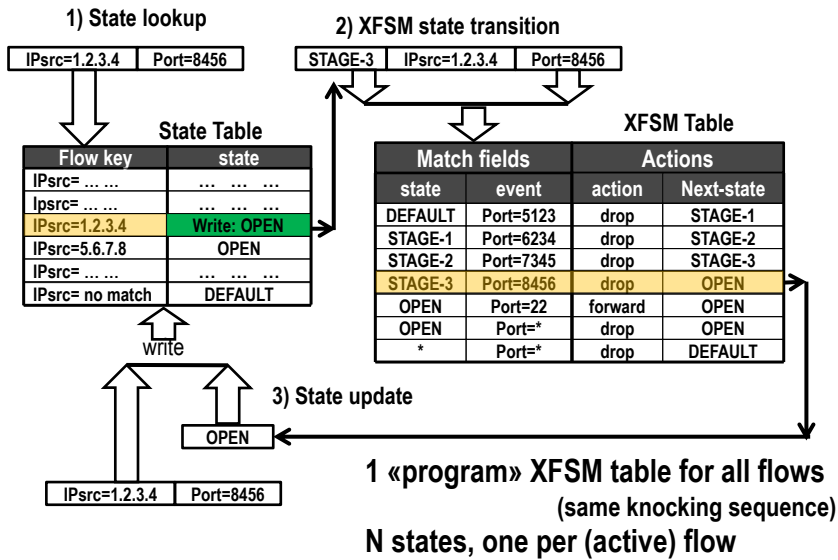 1) State lookup
IPsrc=1.2.3.4 Port=8456
2) XFSM state transition
STAGE-3 IPsrc=1.2.3.4 Port=8456
State Table
Flow key state
IPsrc= … … … … …
Ipsrc= … … … … …
IPsrc=1.2.3.4 Write: OPEN
IPsrc=5.6.7.8 OPEN
IPsrc= … … … … …
IPsrc= no match DEFAULT
XFSM Table
Match fields Actions
state event action Next-state
DEFAULT Port=5123 drop STAGE-1
STAGE-1 Port=6234 drop STAGE-2
STAGE-2 Port=7345 drop STAGE-3
STAGE-3 Port=8456 drop OPEN
OPEN Port=22 forward OPEN
OPEN Port=* drop OPEN
* Port=* drop DEFAULT
write
3) State update
OPEN
IPsrc=1.2.3.4 Port=8456
1 «program» XFSM table for all flows
(same knocking sequence)
N states, one per (active) flow